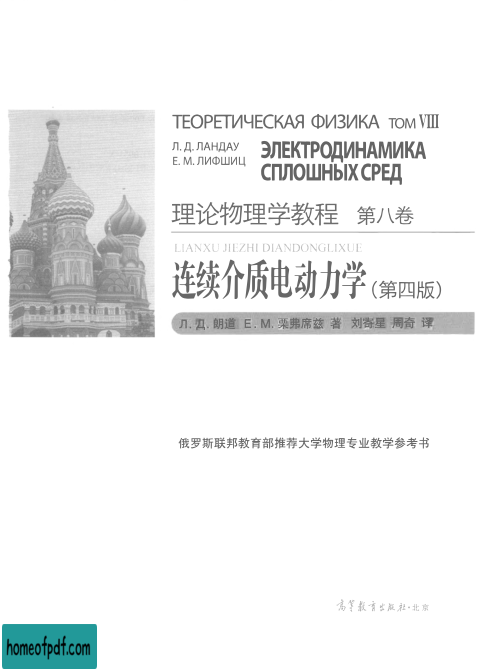 ТЕОРЕТИЧЕСКАЯ ФИЗИКА ТОМ VIII
Л. Д. ЛАНДАУ
Е. М. ЛИФШИЦ
ЭЛЕКТРОДИНАМИКА
СПЛОШНЫХ СРЕД
理论物理学教程 第八卷
LIANXU JIEZHI DIANDONGLIXUE
连续介质电动力学(第四版)
Л. Д. 朗道 Е. М. 栗弗席兹 著 刘寄星 周奇 译
俄罗斯联邦教育部推荐大学物理专业教学参考书
高等教育出版社·北京
homeofpdf.com